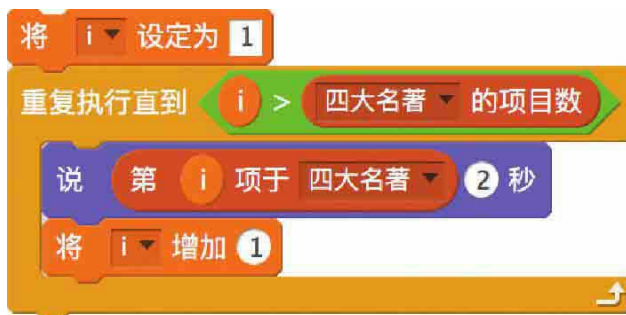 将 i 设定为 1
重复执行直到 i > 四大名著 的项目数
说 第 i 项于 四大名著 2 秒
将 i 增加 1